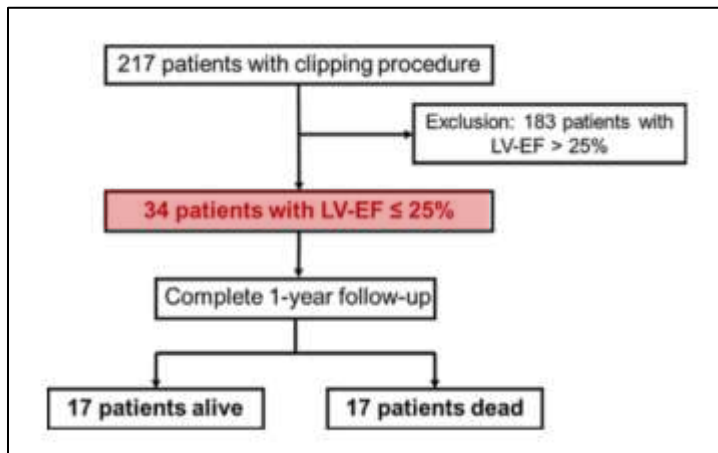 217 patients with clipping procedure
Exclusion: 183 patients with
LV-EF > 25%
34 patients with LV-EF ≤ 25%
Complete 1-year follow-up
17 patients alive
17 patients dead